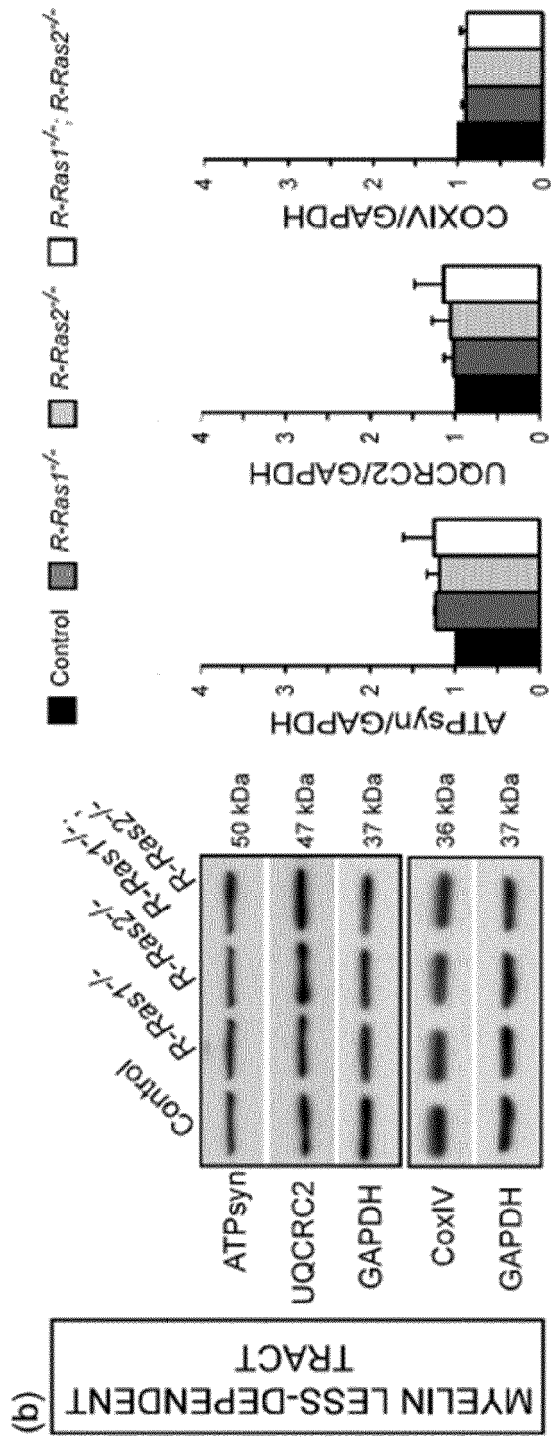 (b)
MYELIN LESS-DEPENDENT
TRACT
Control
R-Ras1-/-
R-Ras2-/-
R-Ras1-/-;
R-Ras2-/-
ATPsyn
50 kDa
UQCRC2
47 kDa
GAPDH
37 kDa
CoxIV
36 kDa
GAPDH
37 kDa
Control
R-Ras1-/-
R-Ras2-/-
R-Ras1-/-; R-Ras2-/-
ATPsyn/GAPDH
4
3
2
1
0
UQCRC2/GAPDH
4
3
2
1
0
COXIV/GAPDH
4
3
2
1
0